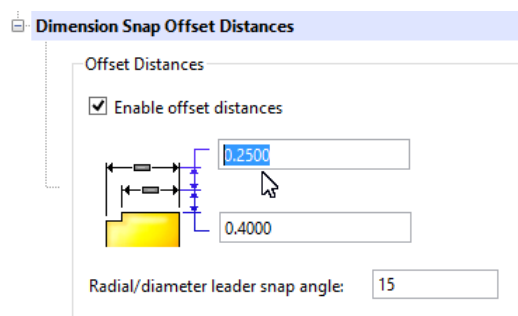 Dimension Snap Offset Distances
Offset Distances
Enable offset distances
0.2500
0.4000
Radial/diameter leader snap angle: 15